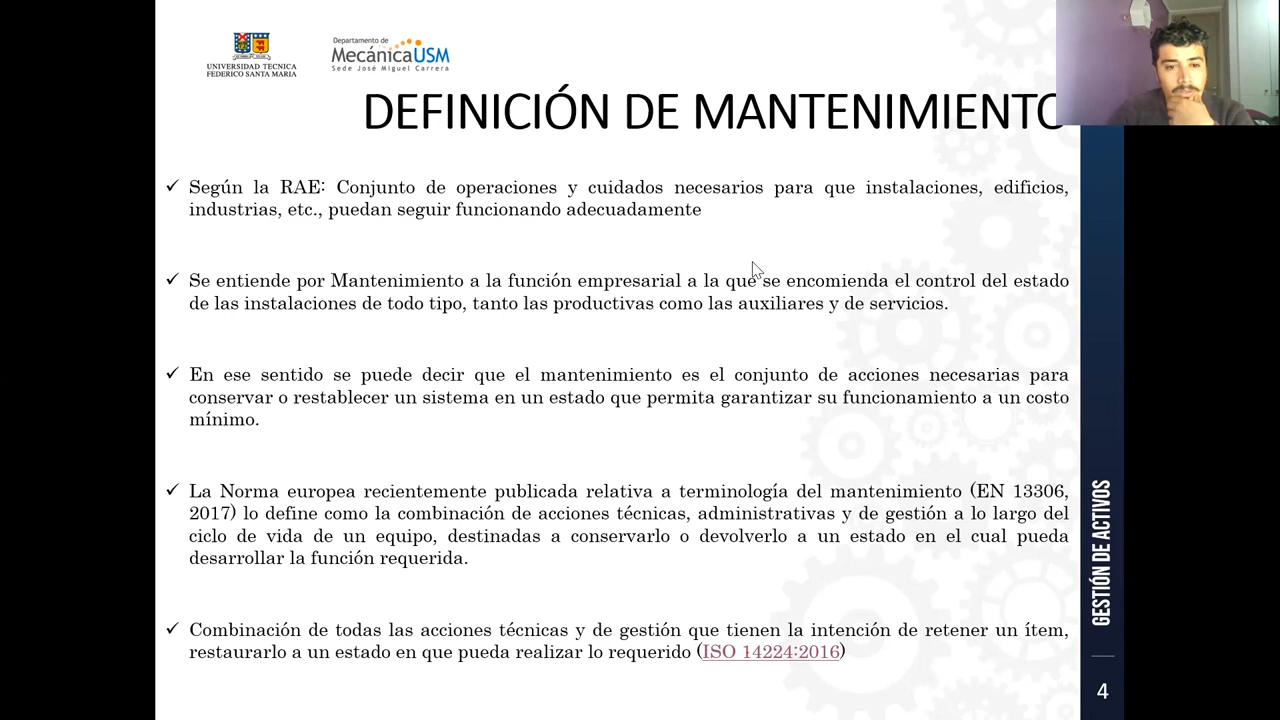 UNIVERSIDAD TECNICA
FEDERICO SANTA MARIA
Departamento de
MecánicaUSM
Sede José Miguel Carrera
DEFINICIÓN DE MANTENIMIENTO
✓ Según la RAE: Conjunto de operaciones y cuidados necesarios para que instalaciones, edificios,
industrias, etc., puedan seguir funcionando adecuadamente
✓ Se entiende por Mantenimiento a la función empresarial a la que se encomienda el control del estado
de las instalaciones de todo tipo, tanto las productivas como las auxiliares y de servicios.
✓ En ese sentido se puede decir que el mantenimiento es el conjunto de acciones necesarias para
conservar o restablecer un sistema en un estado que permita garantizar su funcionamiento a un costo
mínimo.
✓ La Norma europea recientemente publicada relativa a terminología del mantenimiento (EN 13306,
2017) lo define como la combinación de acciones técnicas, administrativas y de gestión a lo largo del
ciclo de vida de un equipo, destinadas a conservarlo o devolverlo a un estado en el cual pueda
desarrollar la función requerida.
✓ Combinación de todas las acciones técnicas y de gestión que tienen la intención de retener un ítem,
restaurarlo a un estado en que pueda realizar lo requerido (ISO 14224:2016)
GESTIÓN DE ACTIVOS
4